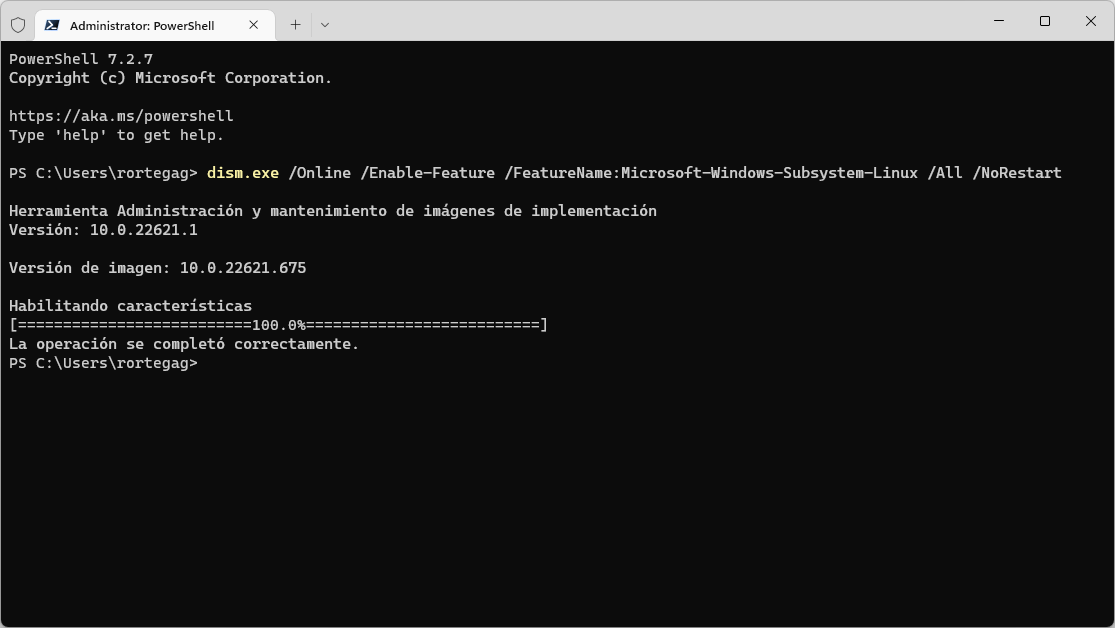 Administrator: PowerShell
PowerShell 7.2.7
Copyright (c) Microsoft Corporation.
https://aka.ms/powershell
Type 'help' to get help.
PS C:\Users\rortegag> dism.exe /Online /Enable-Feature /FeatureName:Microsoft-Windows-Subsystem-Linux /All /NoRestart
Herramienta Administración y mantenimiento de imágenes de implementación
Versión: 10.0.22621.1
Versión de imagen: 10.0.22621.675
Habilitando características
[==========================100.0%==========================]
La operación se completó correctamente.
PS C:\Users\rortegag>